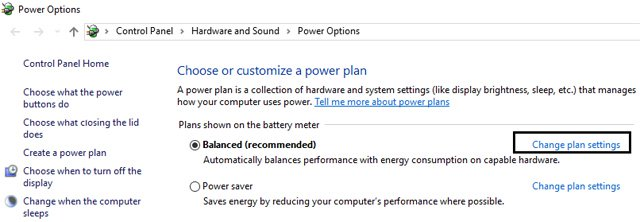 Power Options
Control Panel > Hardware and Sound > Power Options
Control Panel Home
Choose what the power
buttons do
Choose what closing the lid
does
Create a power plan
Choose when to turn off the
display
Change when the computer
sleeps
Choose or customize a power plan
A power plan is a collection of hardware and system settings (like display brightness, sleep, etc.) that manages
how your computer uses power. Tell me more about power plans
Plans shown on the battery meter
Balanced (recommended) Change plan settings
Automatically balances performance with energy consumption on capable hardware.
Power saver Change plan settings
Saves energy by reducing your computer's performance where possible.